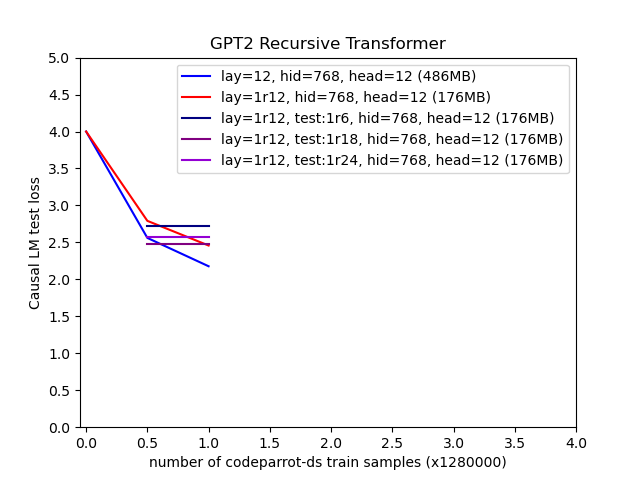 GPT2 Recursive Transformer
lay=12, hid=768, head=12 (486MB)
lay=1r12, hid=768, head=12 (176MB)
lay=1r12, test:1r6, hid=768, head=12 (176MB)
lay=1r12, test:1r18, hid=768, head=12 (176MB)
lay=1r12, test:1r24, hid=768, head=12 (176MB)
Causal LM test loss
5.0
4.5
4.0
3.5
3.0
2.5
2.0
1.5
1.0
0.5
0.0
0.0 0.5 1.0 1.5 2.0 2.5 3.0 3.5 4.0
number of codeparrot-ds train samples (x1280000)